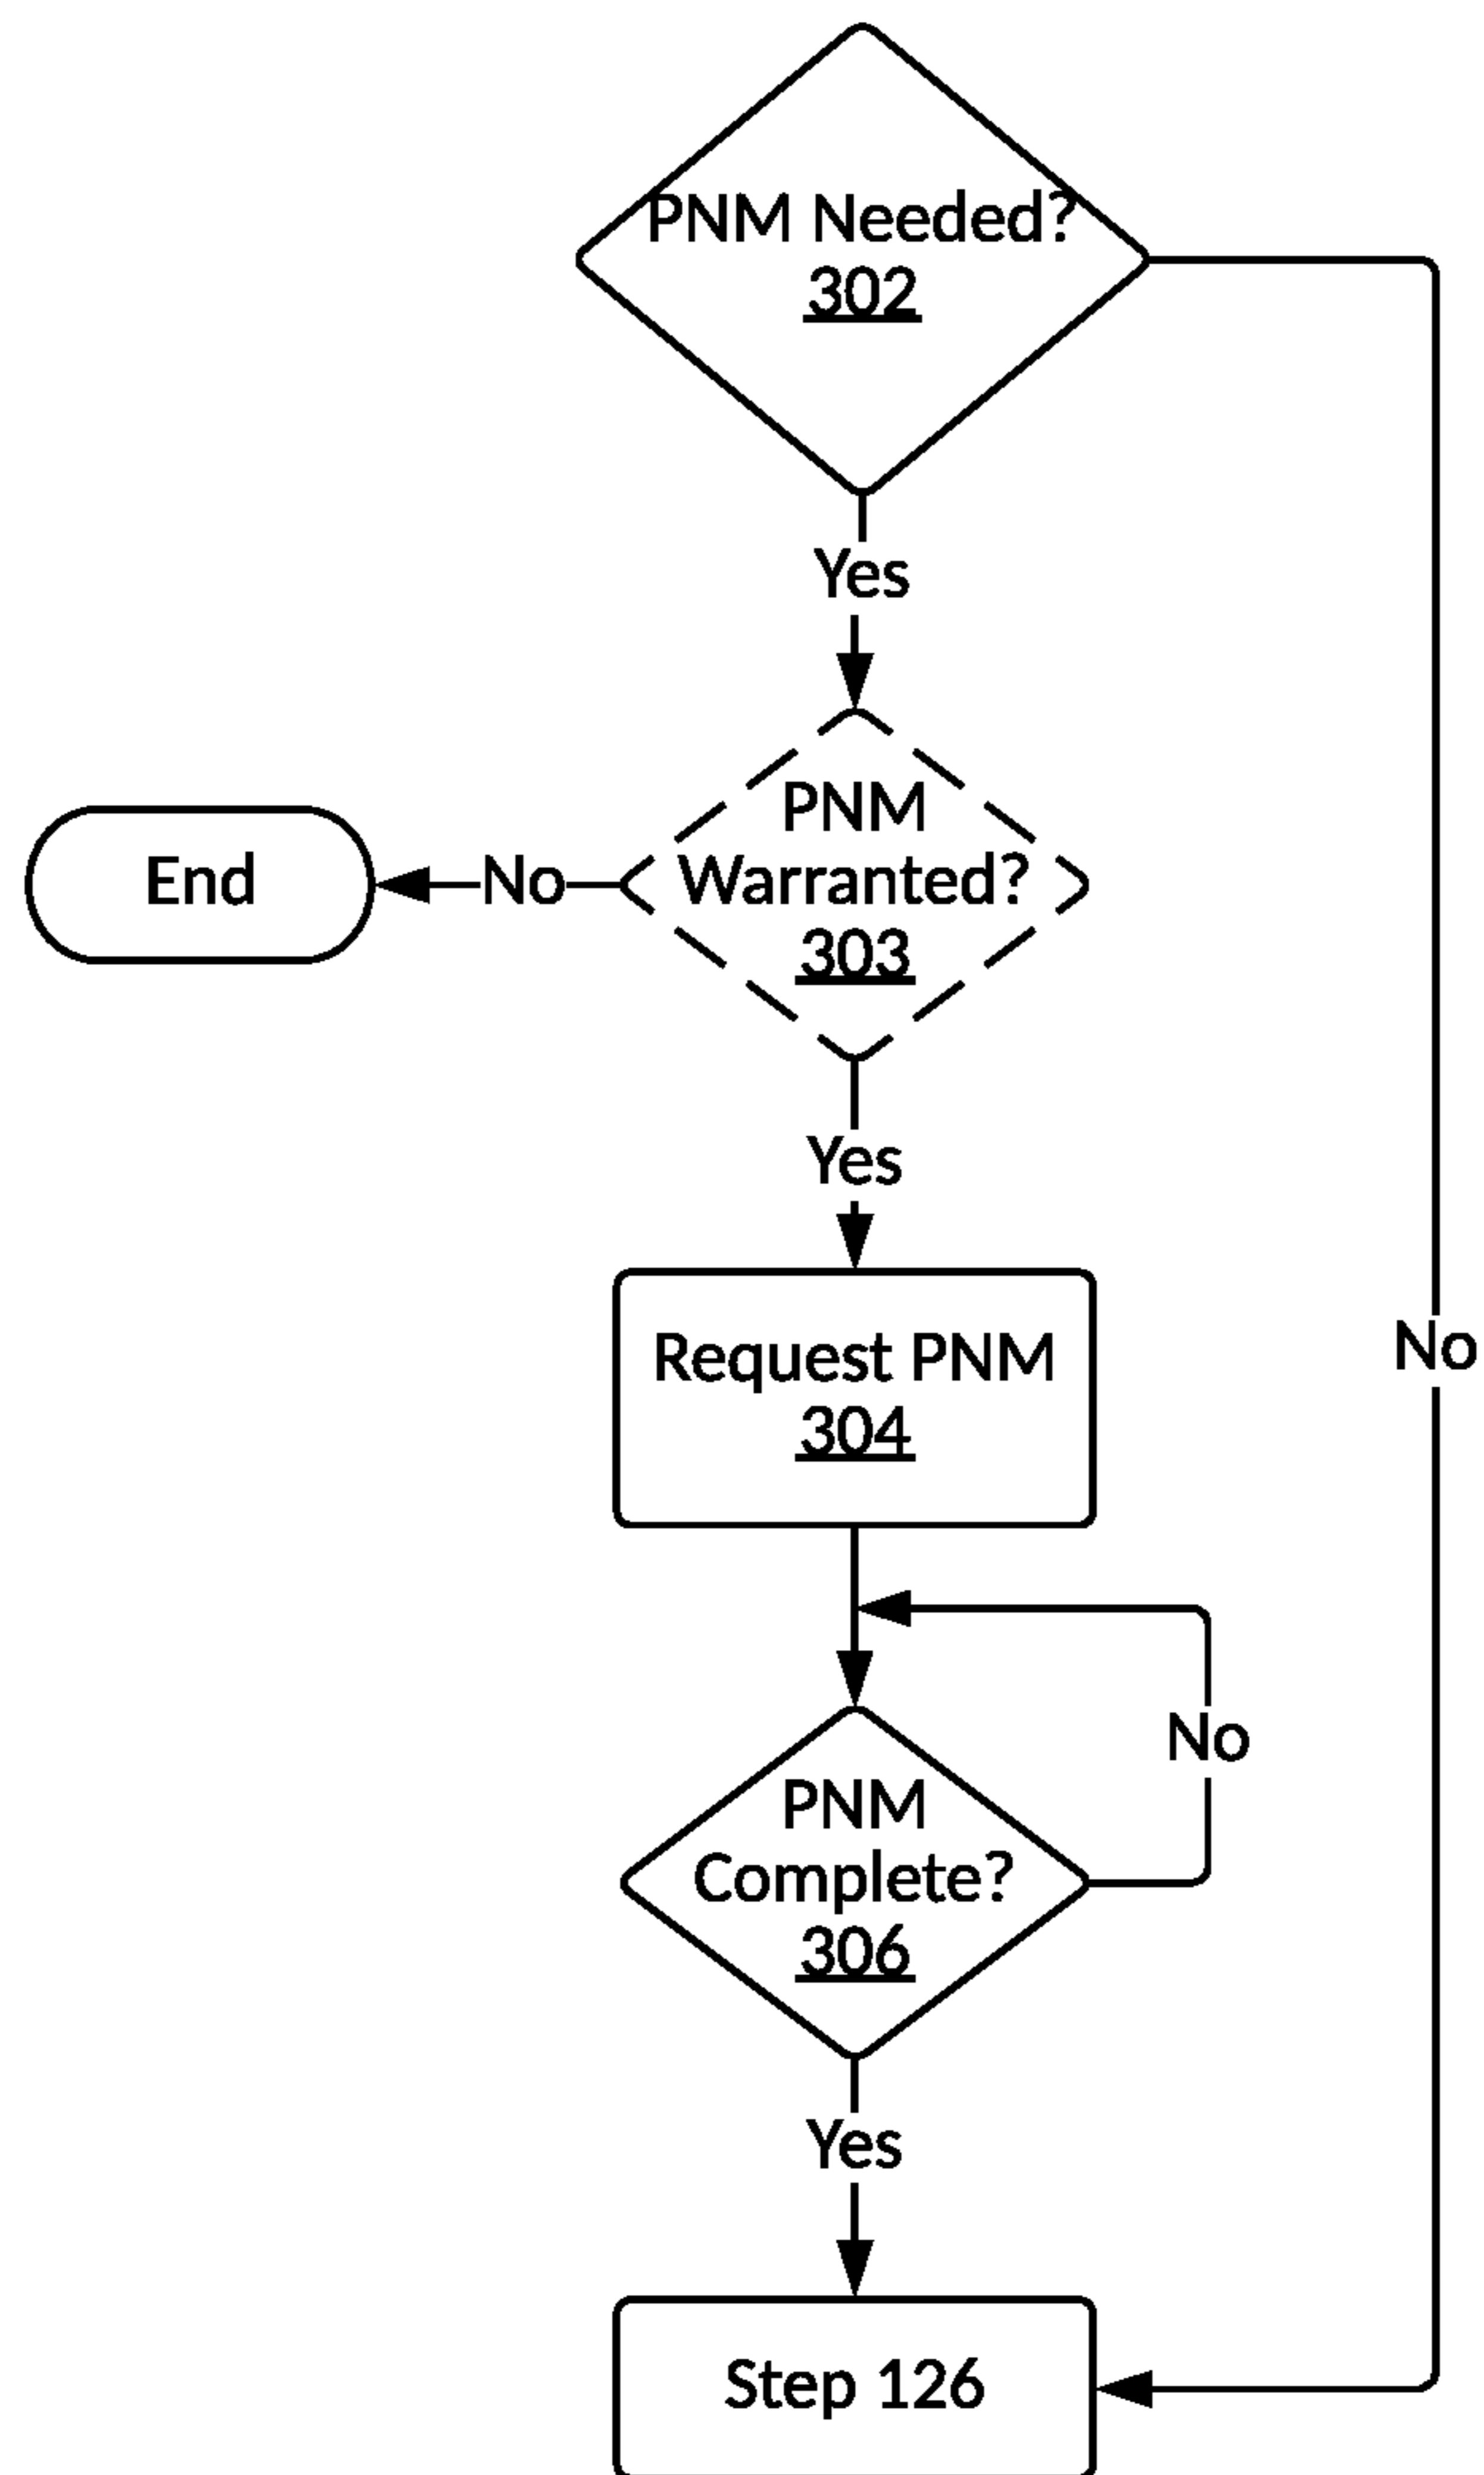 PNM Needed?
302
Yes
PNM
Warranted?
303
No
End
Yes
Request PNM
304
No
No
PNM
Complete?
306
Yes
Step 126